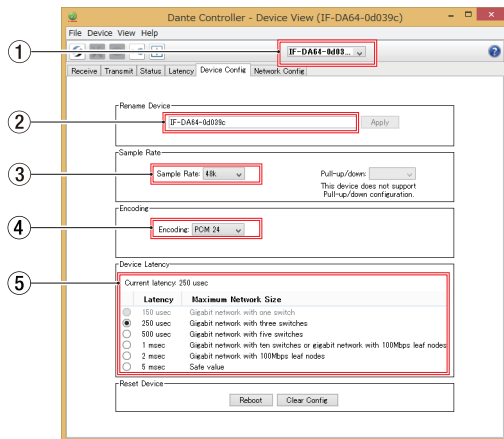 Dante Controller - Device View (IF-DA64-0d039c)
File Device View Help
1
IF-DA64-0d03...
?
Receive Transmit Status Latency Device Config Network Config
Rename Device
2
IF-DA64-0d039c
Apply
Sample Rate
3
Sample Rate: 48k
Pull-up/down:
This device does not support
Pull-up/down configuration.
Encoding
4
Encoding: PCM 24
Device Latency
5
Current latency: 250 usec
Latency Maximum Network Size
150 usec Gigabit network with one switch
250 usec Gigabit network with three switches
500 usec Gigabit network with five switches
1 msec Gigabit network with ten switches or gigabit network with 100Mbps leaf nodes
2 msec Gigabit network with 100Mbps leaf nodes
5 msec Safe value
Reset Device
Reboot Clear Config